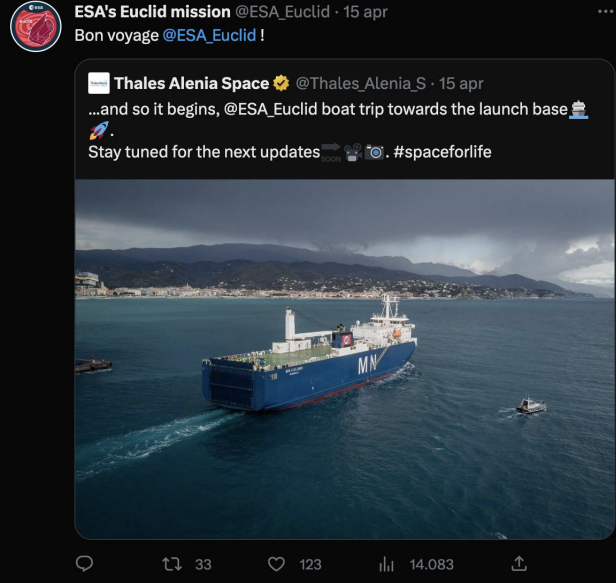 ESA's Euclid mission @ESA_Euclid · 15 apr
Bon voyage @ESA_Euclid !
Thales Alenia Space @Thales_Alenia_S · 15 apr
...and so it begins, @ESA_Euclid boat trip towards the launch base🚢
🚀.
Stay tuned for the next updates🔜 🎥📷. #spaceforlife
MN
33 123 14.083